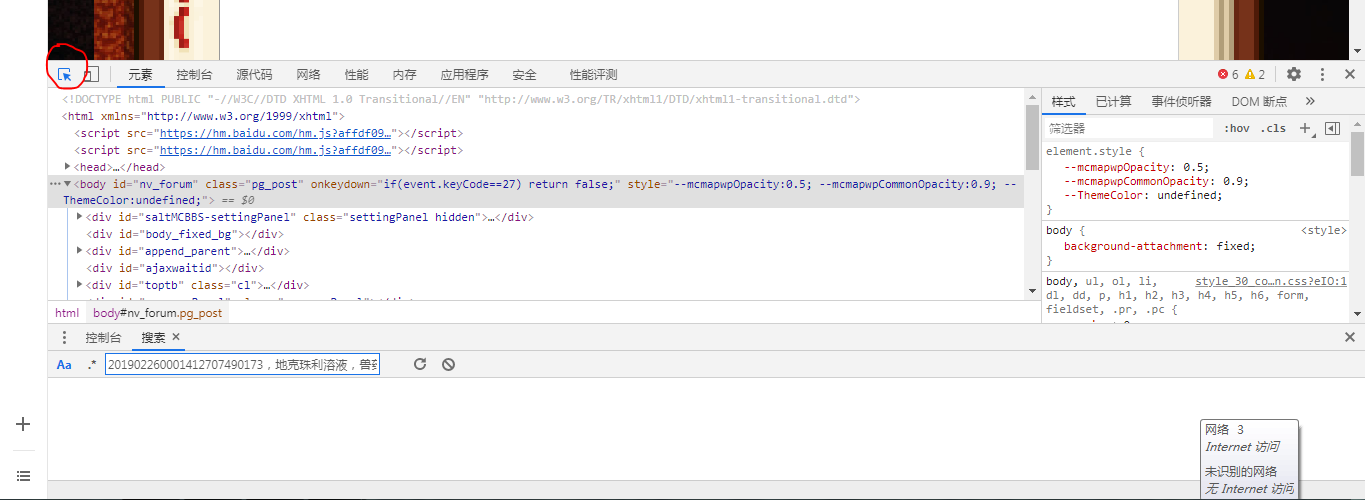 元素 控制台 源代码 网络 性能 内存 应用程序 安全 性能评测 6 2
<!DOCTYPE html PUBLIC "-//W3C//DTD XHTML 1.0 Transitional//EN" "http://www.w3.org/TR/xhtml1/DTD/xhtml1-transitional.dtd">
<html xmlns="http://www.w3.org/1999/xhtml">
<script src="https://hm.baidu.com/hm.js?affdf09…"></script>
<script src="https://hm.baidu.com/hm.js?affdf09…"></script>
<head>…</head>
<body id="nv_forum" class="pg_post" onkeydown="if(event.keyCode==27) return false;" style="--mcmapwpOpacity:0.5; --mcmapwpCommonOpacity:0.9; --
ThemeColor:undefined;"> == $0
<div id="saltMCBBS-settingPanel" class="settingPanel hidden">…</div>
<div id="body_fixed_bg"></div>
<div id="append_parent">…</div>
<div id="ajaxwaitid"></div>
<div id="toptb" class="cl">…</div>
html body#nv_forum.pg_post
样式 已计算 事件侦听器 DOM 断点 »
筛选器 :hov .cls +
element.style {
--mcmapwpOpacity: 0.5;
--mcmapwpCommonOpacity: 0.9;
--ThemeColor: undefined;
}
body { <style>
background-attachment: fixed;
}
body, ul, ol, li, style_30_co…n.css?eIO:1
dl, dd, p, h1, h2, h3, h4, h5, h6, form,
fieldset, .pr, .pc {
控制台 搜索
Aa .* 201902260001412707490173，地克珠利溶液，兽
网络 3
Internet 访问
未识别的网络
无 Internet 访问